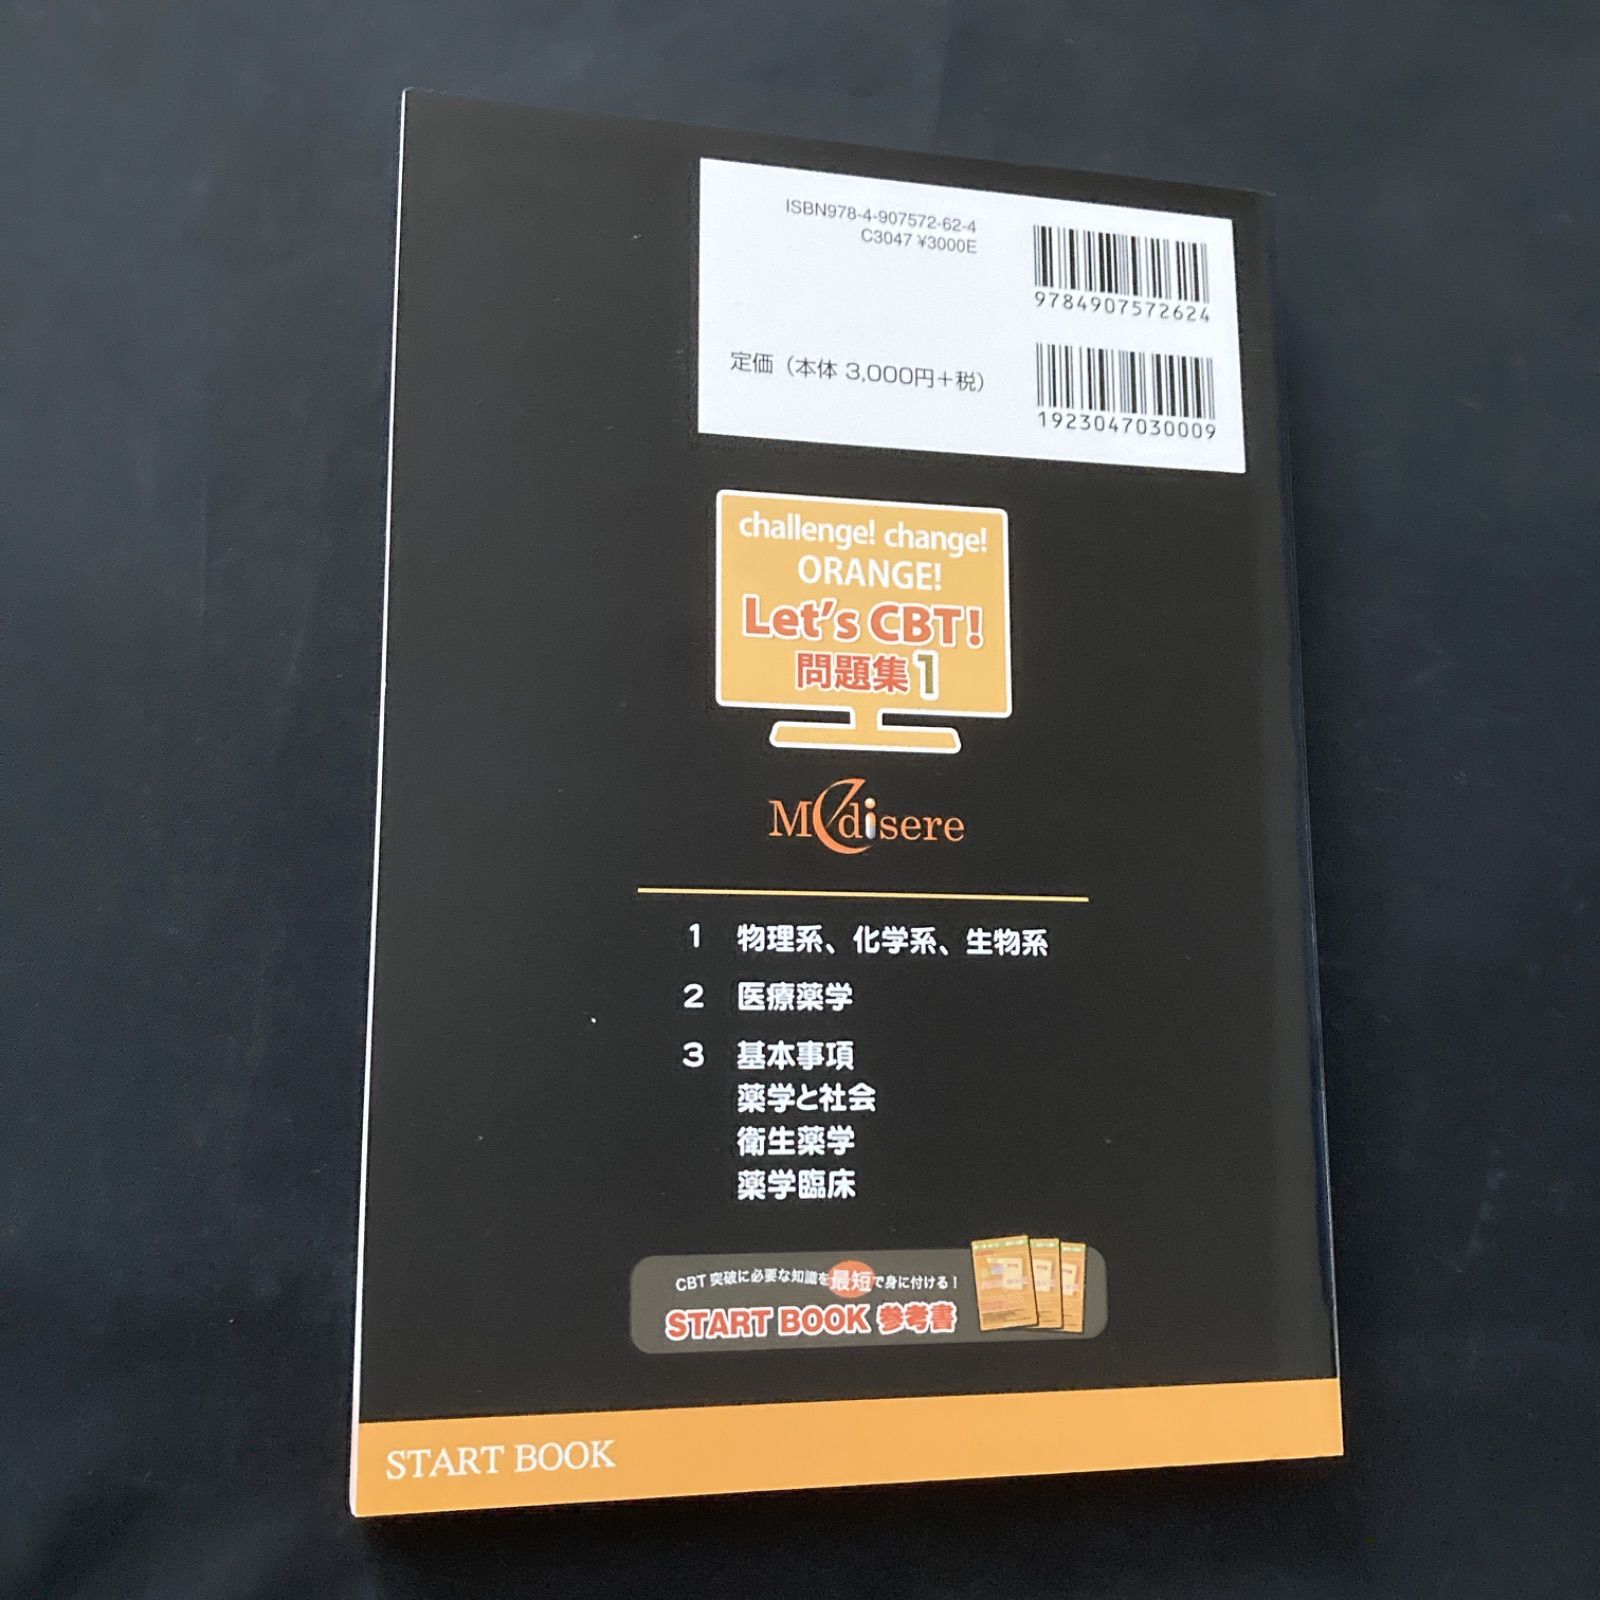 ISBN978-4-907572-62-4
C3047 ¥3000E
9784907572624
定価（本体 3,000円＋税）
1923047030009
challenge! change!
ORANGE!
Let's CBT!
問題集1
Medisere
1 物理系、化学系、生物系
2 医療薬学
3 基本事項
薬学と社会
衛生薬学
薬学臨床
CBT 突破に必要な知識を最短で身に付ける！
START BOOK 参考書
START BOOK